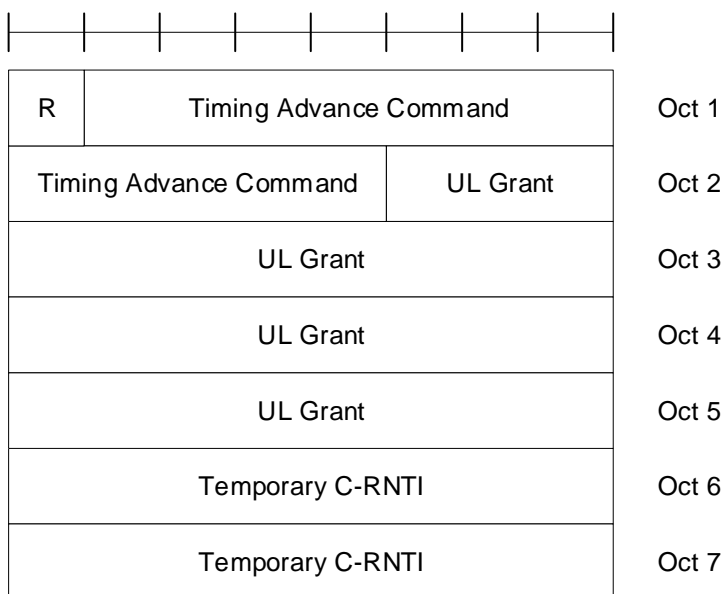 R Timing Advance Command Oct 1
Timing Advance Command UL Grant Oct 2
UL Grant Oct 3
UL Grant Oct 4
UL Grant Oct 5
Temporary C-RNTI Oct 6
Temporary C-RNTI Oct 7